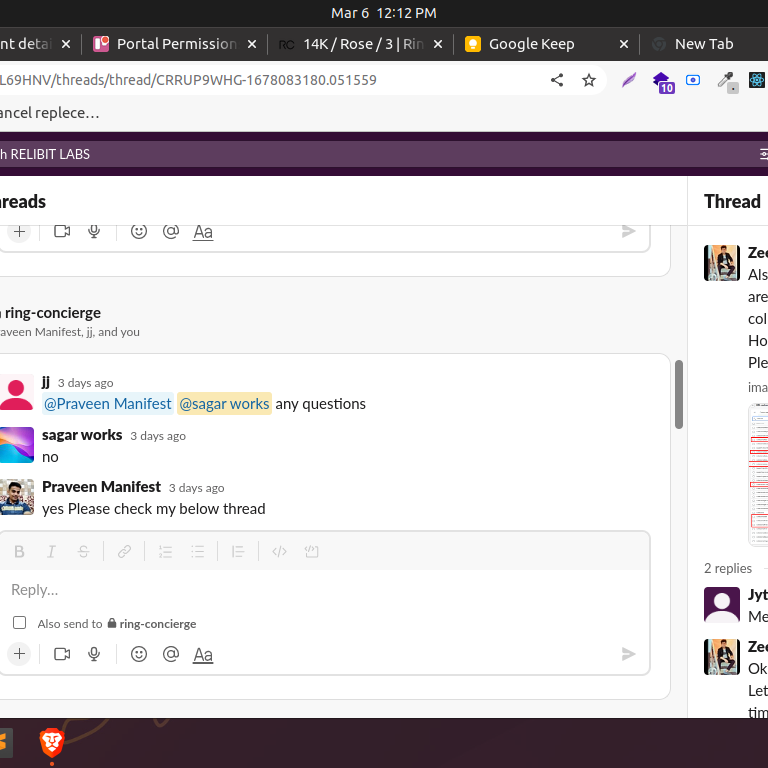 Mar 6 12:12 PM
nt detai
Portal Permission
14K / Rose / 3 | Rin
Google Keep
New Tab
L69HNV/threads/thread/CRRUP9WHG-1678083180.051559
10
ancel replece…
h RELIBIT LABS
reads
Thread
Aa
ring-concierge
aveen Manifest, jj, and you
jj 3 days ago
@Praveen Manifest @sagar works any questions
sagar works 3 days ago
no
Praveen Manifest 3 days ago
yes Please check my below thread
B I S
Reply...
Also send to ring-concierge
Aa
Zee
Als
are
col
Ho
Ple
ima
2 replies
Jyt
Me
Zee
Ok
Let
tim